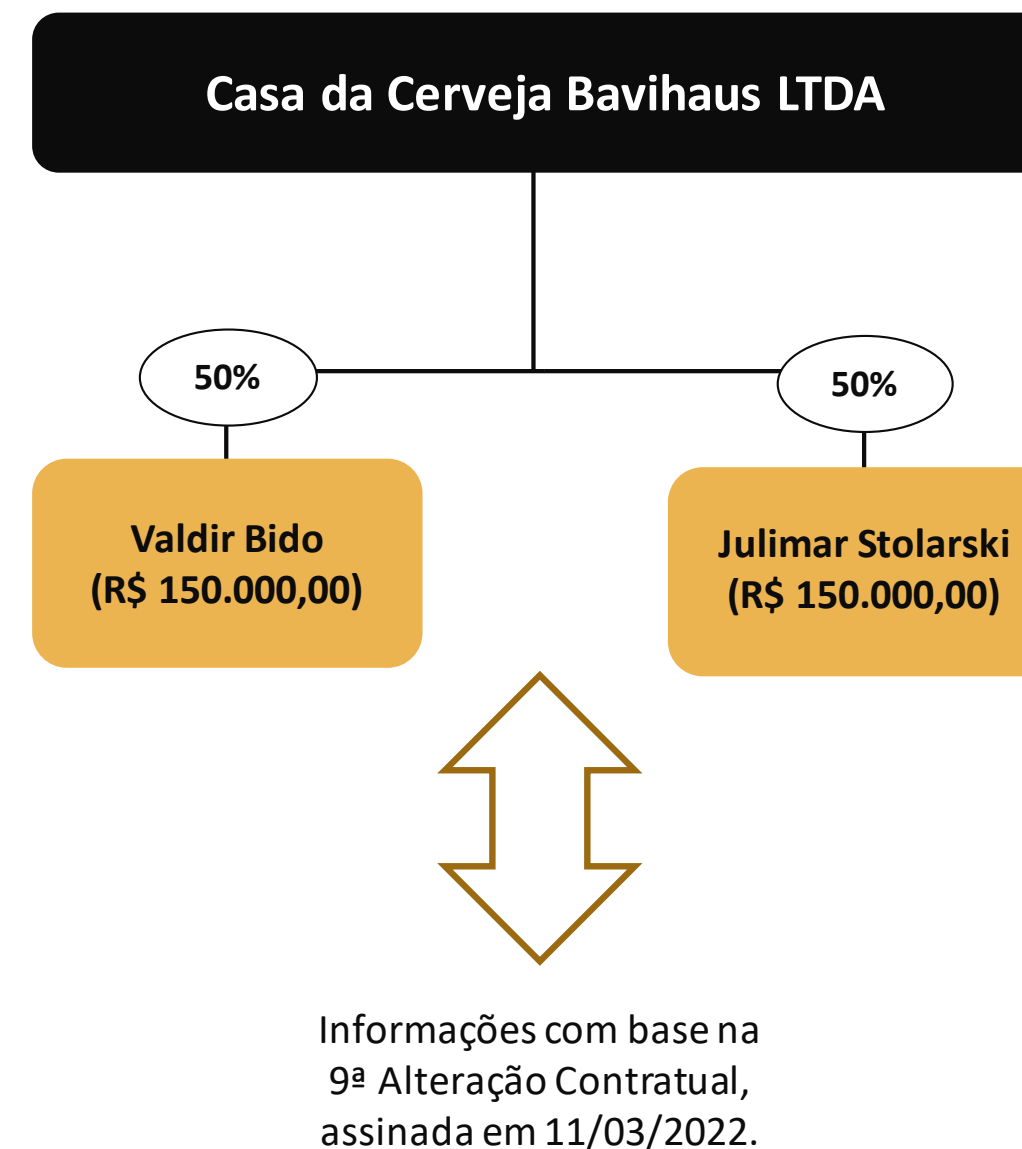 Casa da Cerveja Bavihaus LTDA
50%
50%
Valdir Bido
(R$ 150.000,00)
Julimar Stolarski
(R$ 150.000,00)
Informações com base na
9ª Alteração Contratual,
assinada em 11/03/2022.